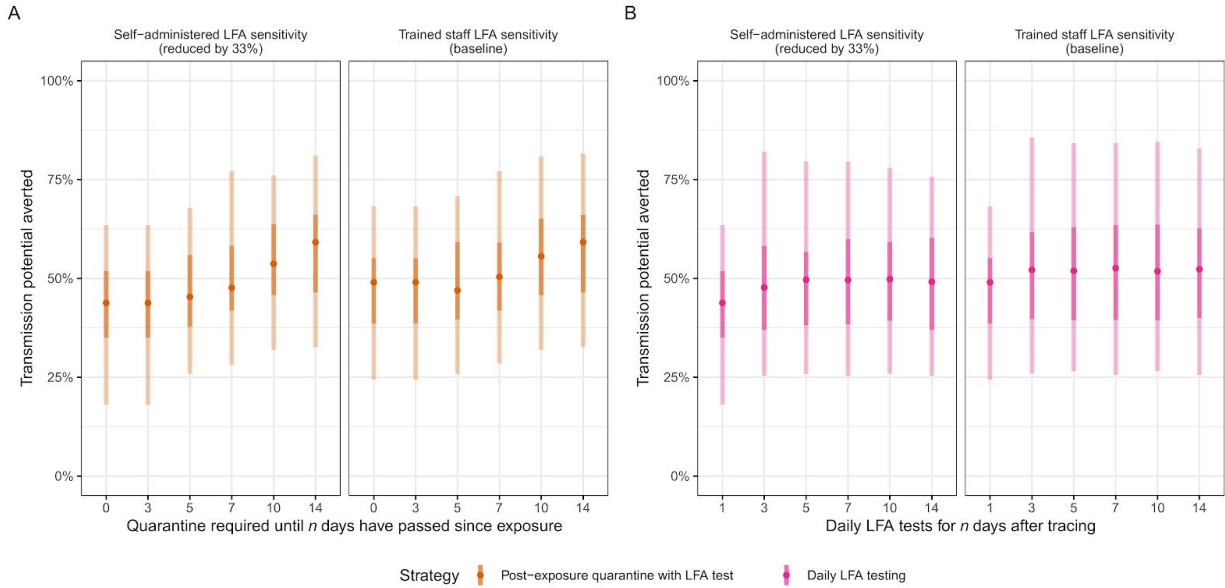 A
Self−administered LFA sensitivity
(reduced by 33%)
Trained staff LFA sensitivity
(baseline)
100%
75%
50%
25%
0%
Transmission potential averted
0 3 5 7 10 14
0 3 5 7 10 14
Quarantine required until n days have passed since exposure
B
Self−administered LFA sensitivity
(reduced by 33%)
Trained staff LFA sensitivity
(baseline)
100%
75%
50%
25%
0%
Transmission potential averted
1 3 5 7 10 14
1 3 5 7 10 14
Daily LFA tests for n days after tracing
Strategy Post−exposure quarantine with LFA test Daily LFA testing